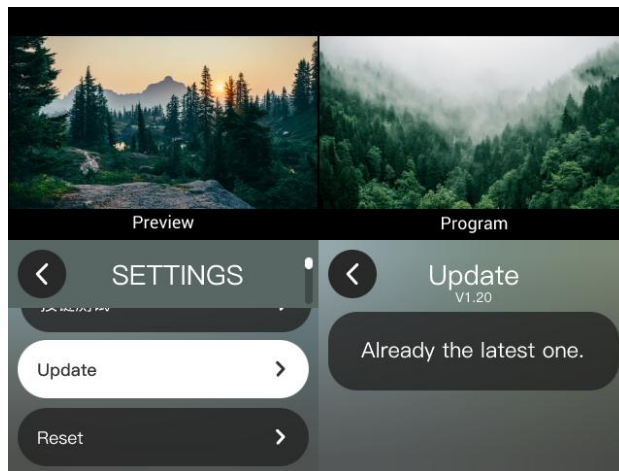 Preview
Program
SETTINGS
Update
Reset
Update
V1.20
Already the latest one.